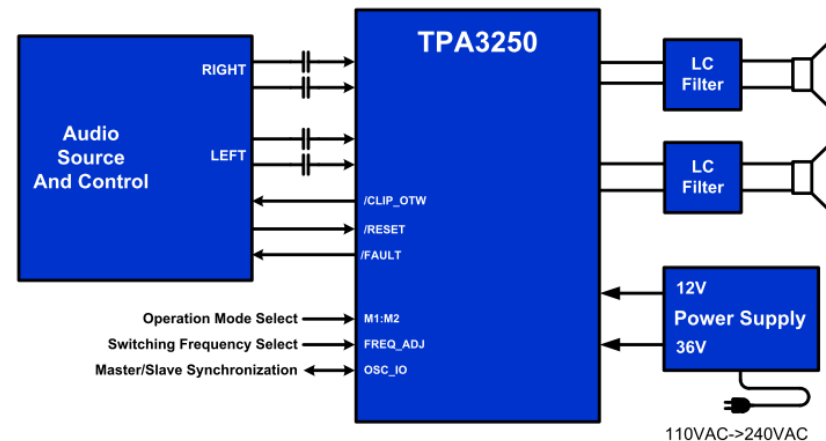 TPA3250
RIGHT
LEFT
Audio
Source
And Control
/CLIP_OTW
/RESET
/FAULT
Operation Mode Select
M1:M2
Switching Frequency Select
FREQ_ADJ
Master/Slave Synchronization
OSC_IO
LC
Filter
LC
Filter
12V
Power Supply
36V
110VAC->240VAC